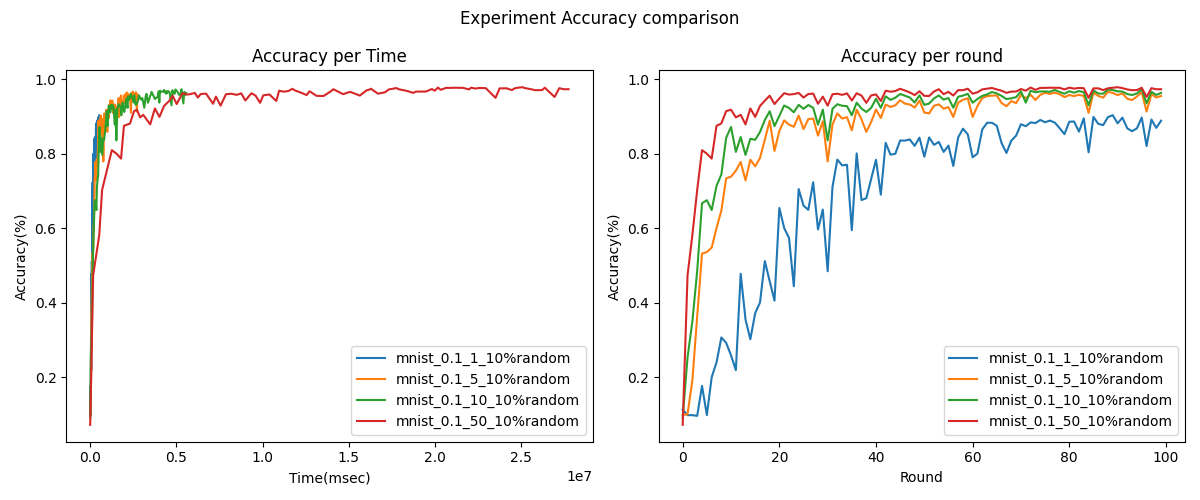 Experiment Accuracy comparison
Accuracy per Time
Accuracy(%)
1.0
0.8
0.6
0.4
0.2
mnist_0.1_1_10%random
mnist_0.1_5_10%random
mnist_0.1_10_10%random
mnist_0.1_50_10%random
0.0 0.5 1.0 1.5 2.0 2.5
1e7
Time(msec)
Accuracy per round
Accuracy(%)
1.0
0.8
0.6
0.4
0.2
mnist_0.1_1_10%random
mnist_0.1_5_10%random
mnist_0.1_10_10%random
mnist_0.1_50_10%random
0 20 40 60 80 100
Round